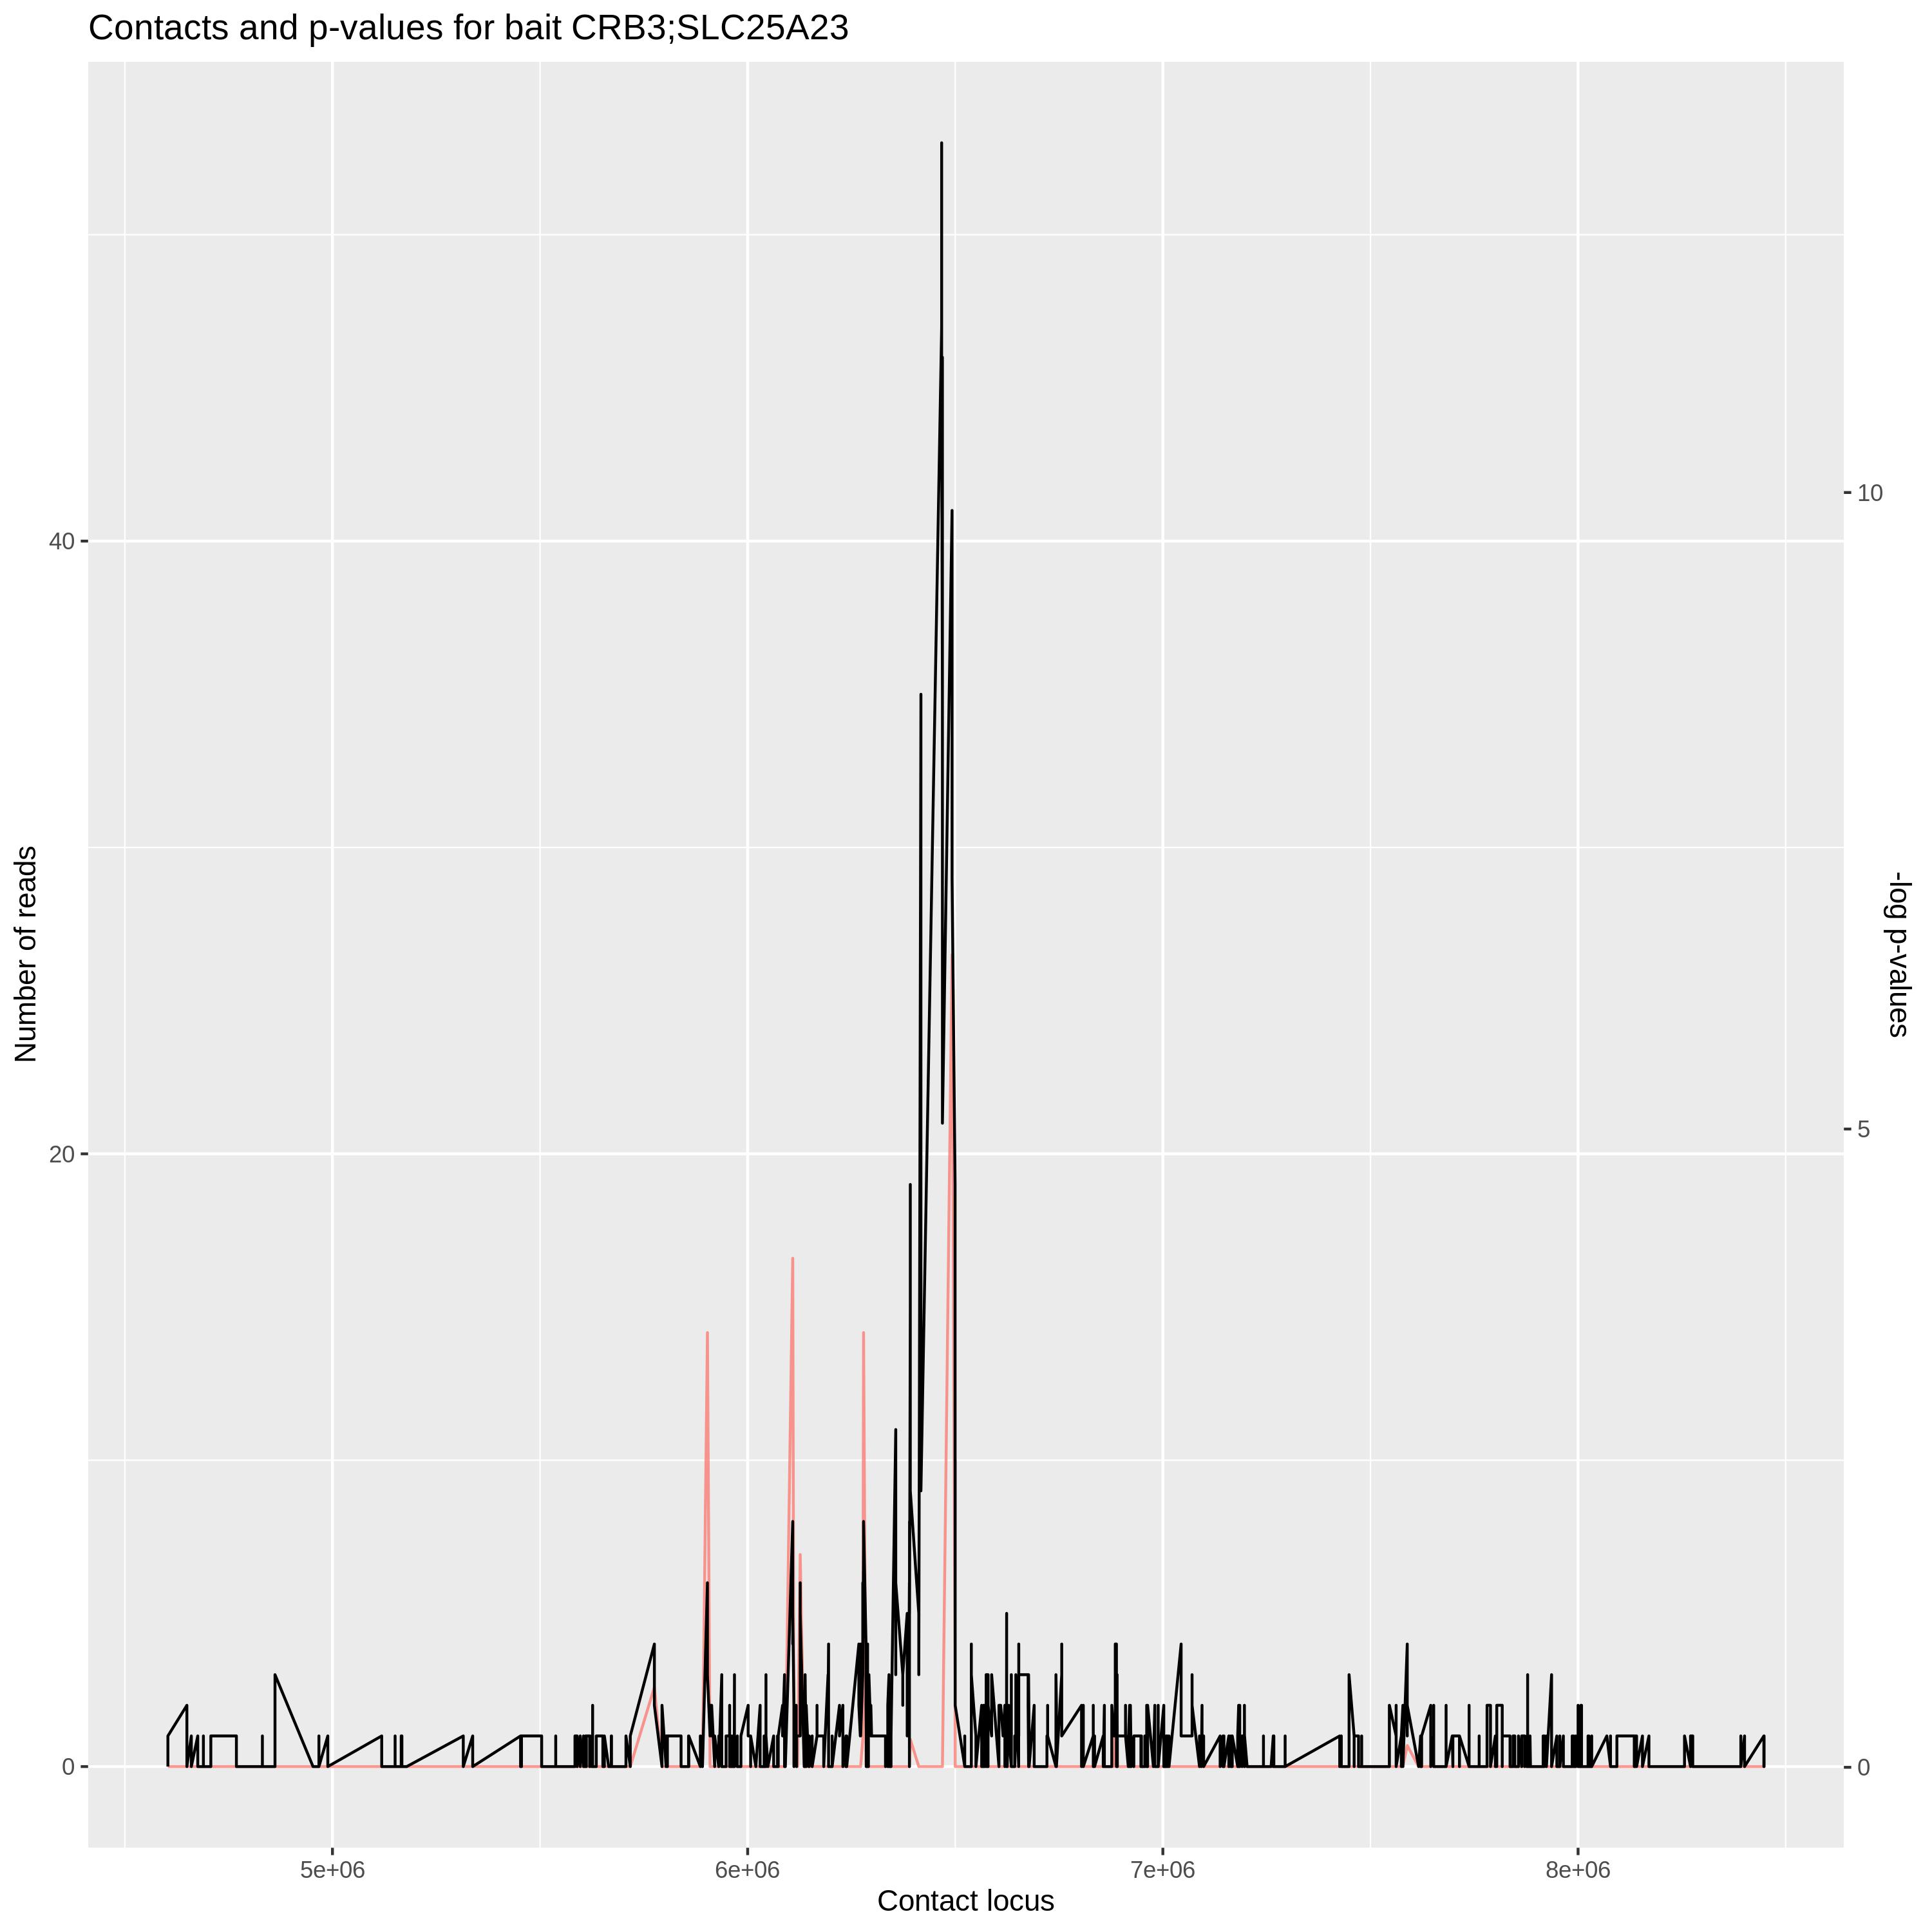 Contacts and p-values for bait CRB3;SLC25A23
Number of reads
40
20
0
10
5
0
-log p-values
5e+06
6e+06
7e+06
8e+06
Contact locus